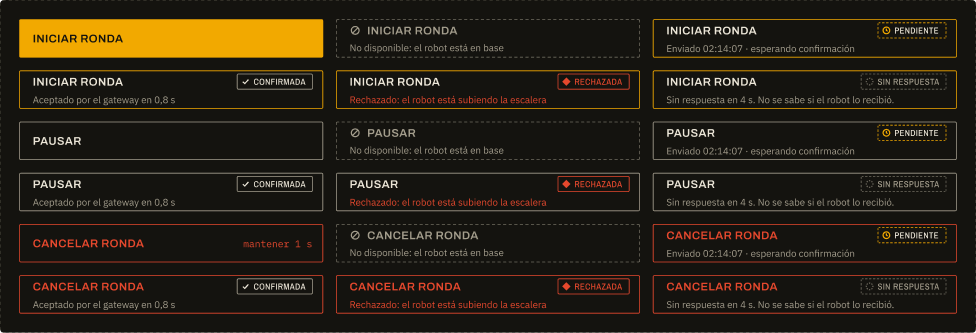 INICIAR RONDA
INICIAR RONDA
No disponible: el robot está en base
INICIAR RONDA PENDIENTE
Enviado 02:14:07 · esperando confirmación
INICIAR RONDA CONFIRMADA
Aceptado por el gateway en 0,8 s
INICIAR RONDA RECHAZADA
Rechazado: el robot está subiendo la escalera
INICIAR RONDA SIN RESPUESTA
Sin respuesta en 4 s. No se sabe si el robot lo recibió.
PAUSAR
PAUSAR
No disponible: el robot está en base
PAUSAR PENDIENTE
Enviado 02:14:07 · esperando confirmación
PAUSAR CONFIRMADA
Aceptado por el gateway en 0,8 s
PAUSAR RECHAZADA
Rechazado: el robot está subiendo la escalera
PAUSAR SIN RESPUESTA
Sin respuesta en 4 s. No se sabe si el robot lo recibió.
CANCELAR RONDA mantener 1 s
CANCELAR RONDA
No disponible: el robot está en base
CANCELAR RONDA PENDIENTE
Enviado 02:14:07 · esperando confirmación
CANCELAR RONDA CONFIRMADA
Aceptado por el gateway en 0,8 s
CANCELAR RONDA RECHAZADA
Rechazado: el robot está subiendo la escalera
CANCELAR RONDA SIN RESPUESTA
Sin respuesta en 4 s. No se sabe si el robot lo recibió.